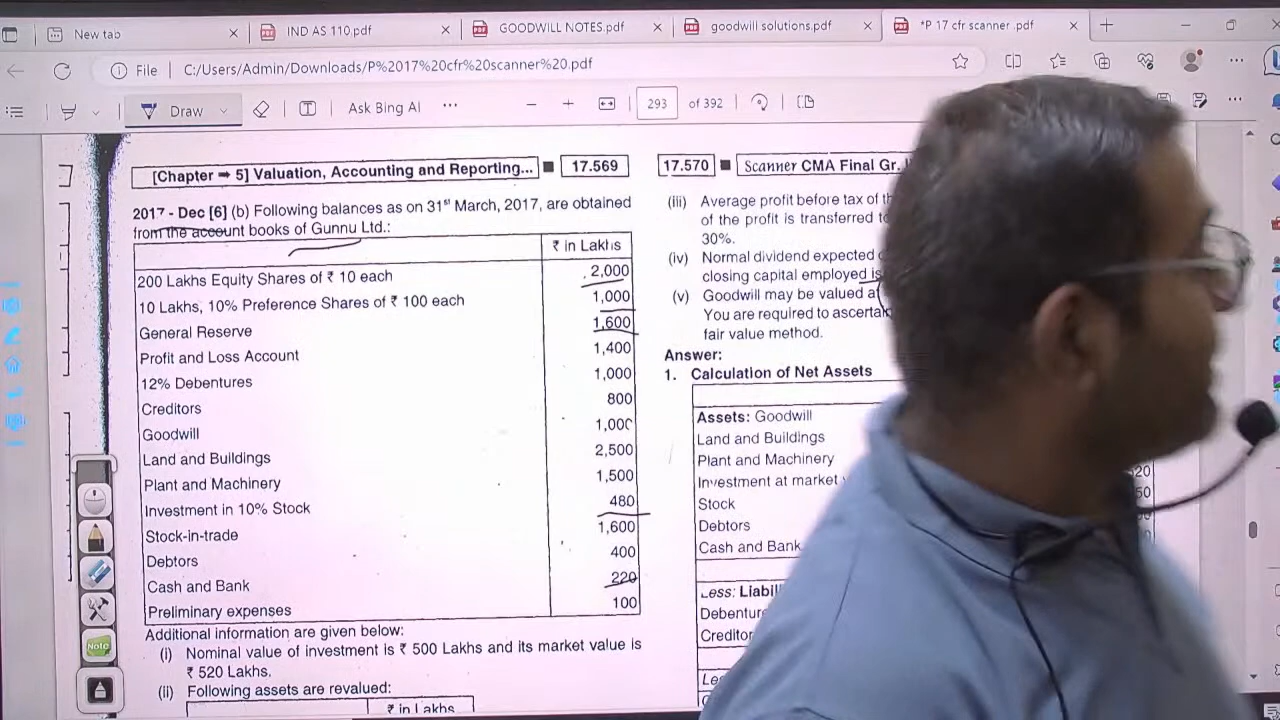 New tab
IND AS 110.pdf
GOODWILL NOTES.pdf
goodwill solutions.pdf
*P 17 cfr scanner .pdf
File
C:/Users/Admin/Downloads/P%2017%20cfr%20scanner%20.pdf
Draw
Ask Bing AI
293 of 392
[Chapter ➡ 5] Valuation, Accounting and Reporting... ■ 17.569
2017 - Dec [6] (b) Following balances as on 31st March, 2017, are obtained
from the account books of Gunnu Ltd.:
₹ in Lakhs
200 Lakhs Equity Shares of ₹ 10 each 2,000
10 Lakhs, 10% Preference Shares of ₹ 100 each 1,000
General Reserve 1,600
Profit and Loss Account 1,400
12% Debentures 1,000
Creditors 800
Goodwill 1,000
Land and Buildings 2,500
Plant and Machinery 1,500
Investment in 10% Stock 480
Stock-in-trade 1,600
Debtors 400
Cash and Bank 220
Preliminary expenses 100
Additional information are given below:
(i) Nominal value of investment is ₹ 500 Lakhs and its market value is
₹ 520 Lakhs.
(ii) Following assets are revalued:
₹ in Lakhs
17.570 ■ Scanner CMA Final Gr.
(iii) Average profit before tax of
of the profit is transferred
30%.
(iv) Normal dividend expected
closing capital employed is
(v) Goodwill may be valued
You are required to
fair value method.
Answer:
1. Calculation of Net Assets
Assets: Goodwill
Land and Buildings
Plant and Machinery
Investment at market
Stock
Debtors
Cash and Bank
Less:
Note